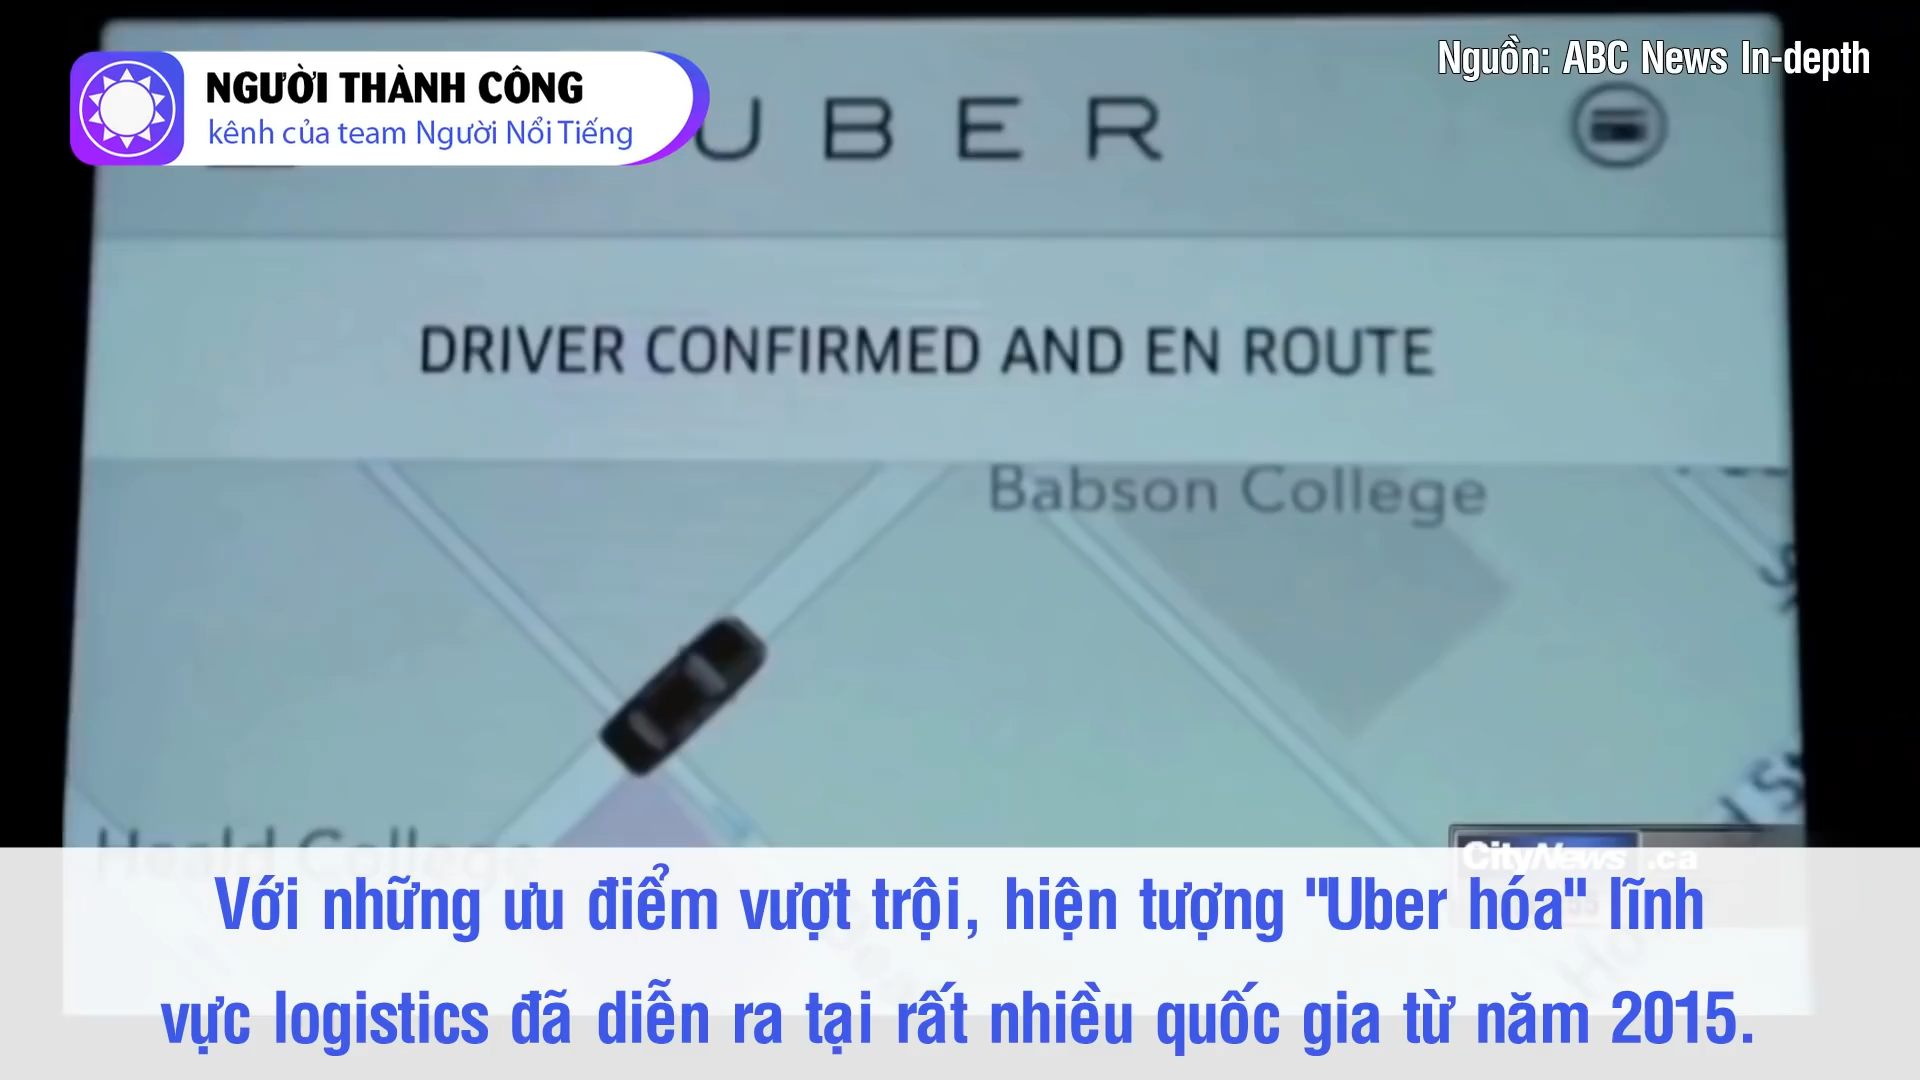 Nguồn: ABC News In-depth
NGƯỜI THÀNH CÔNG
kênh của team Người Nổi Tiếng
UBER
DRIVER CONFIRMED AND EN ROUTE
Babson College
Heald College
CityNews .ca
Với những ưu điểm vượt trội, hiện tượng "Uber hóa" lĩnh
vực logistics đã diễn ra tại rất nhiều quốc gia từ năm 2015.